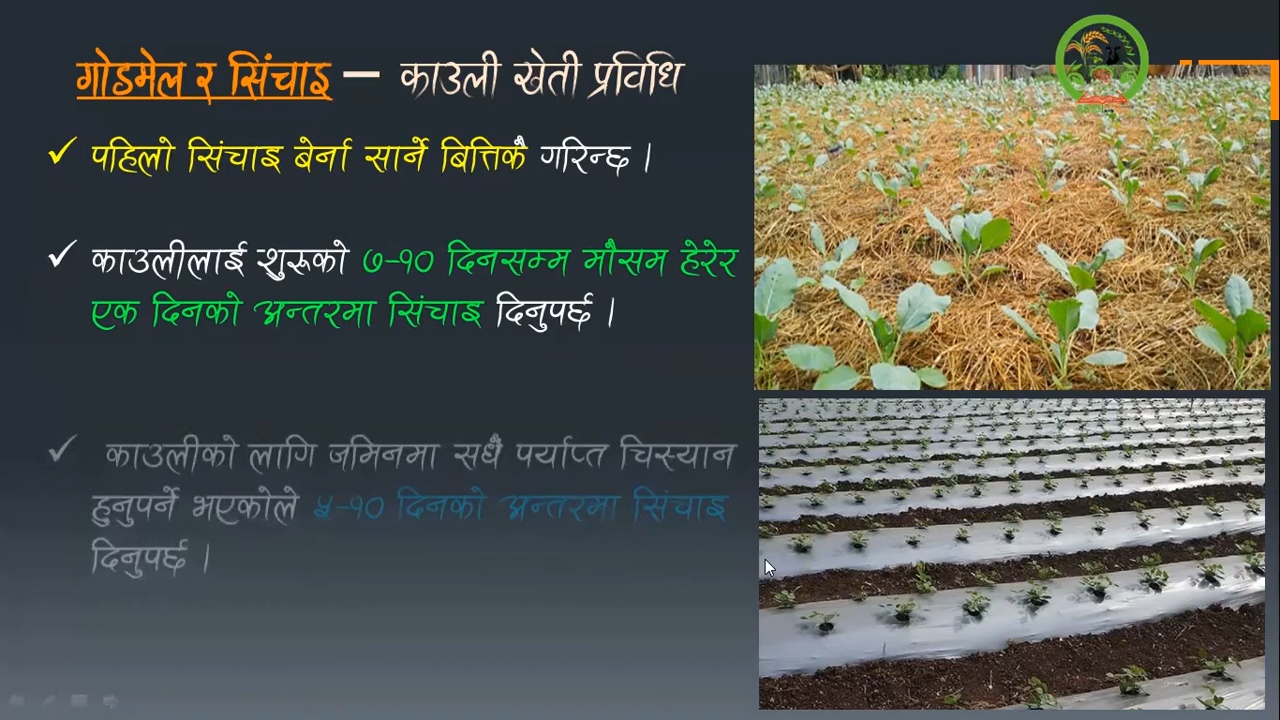 गोडमेल र सिंचाइ – काउली खेती प्रविधि
✓ पहिलो सिंचाइ बेर्ना सार्ने बित्तिकै गरिन्छ ।
✓ काउलीलाई शुरूको ७-१० दिनसम्म मौसम हेरेर
एक दिनको अन्तरमा सिंचाइ दिनुपर्छ ।
✓ काउलीको लागि जमिनमा सधै पर्याप्त चिस्यान
हुनुपर्ने भएकोले ५-१० दिनको अन्तरमा सिंचाइ
दिनुपर्छ ।